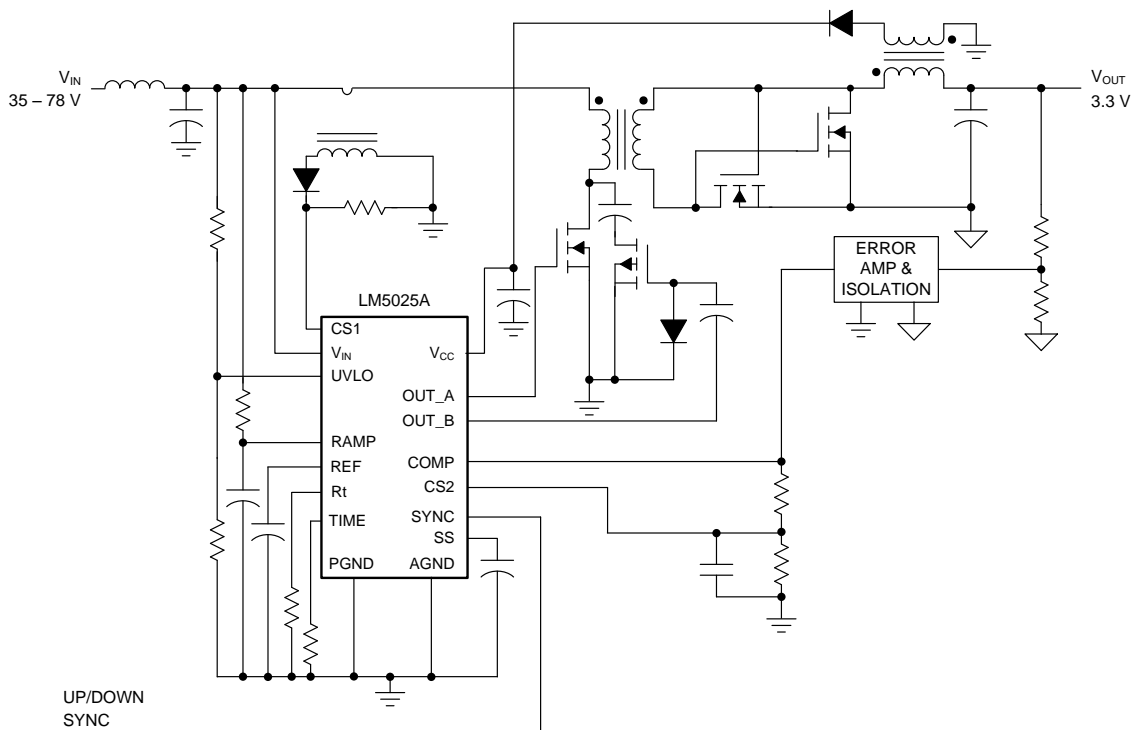 V_IN
35 – 78 V
V_OUT
3.3 V
ERROR
AMP &
ISOLATION
LM5025A
CS1
V_IN
V_CC
UVLO
OUT_A
OUT_B
RAMP
COMP
REF
CS2
Rt
SYNC
TIME
SS
PGND
AGND
UP/DOWN
SYNC